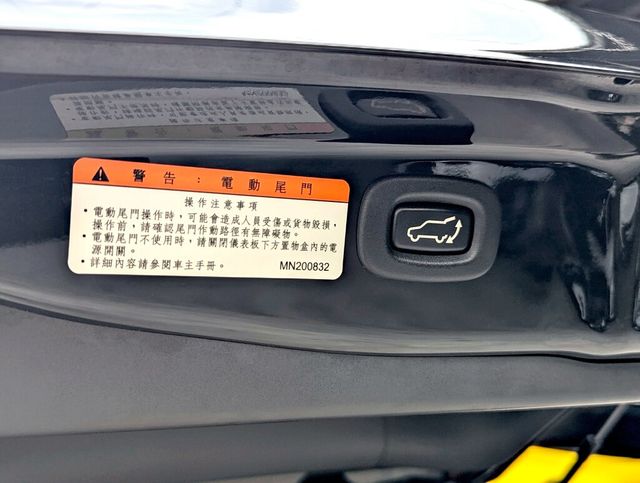 警告：電動尾門
操作注意事項
・電動尾門操作時，可能會造成人員受傷或貨物毀損，
操作前，請確認尾門作動路徑有無障礙物。
・電動尾門不使用時，請關閉儀表板下方置物盒內的電
源開關。
・詳細內容請參閱車主手冊。 MN200832